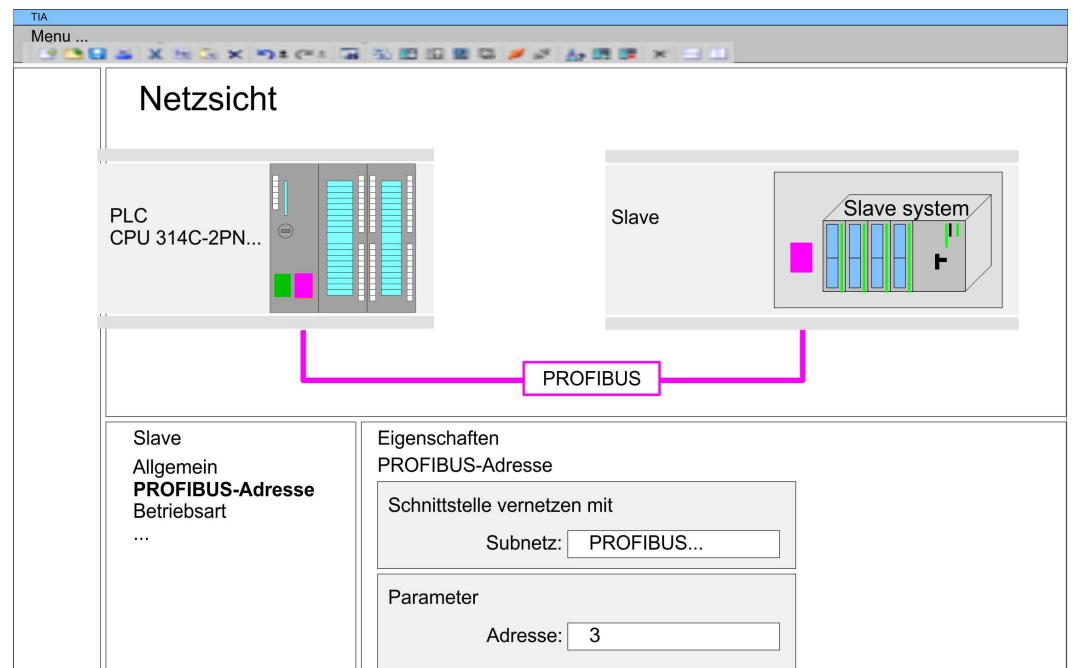 TIA
Menu ...
Netzsicht
PLC
CPU 314C-2PN...
Slave
Slave system
PROFIBUS
Slave
Allgemein
PROFIBUS-Adresse
Betriebsart
...
Eigenschaften
PROFIBUS-Adresse
Schnittstelle vernetzen mit
Subnetz: PROFIBUS...
Parameter
Adresse: 3